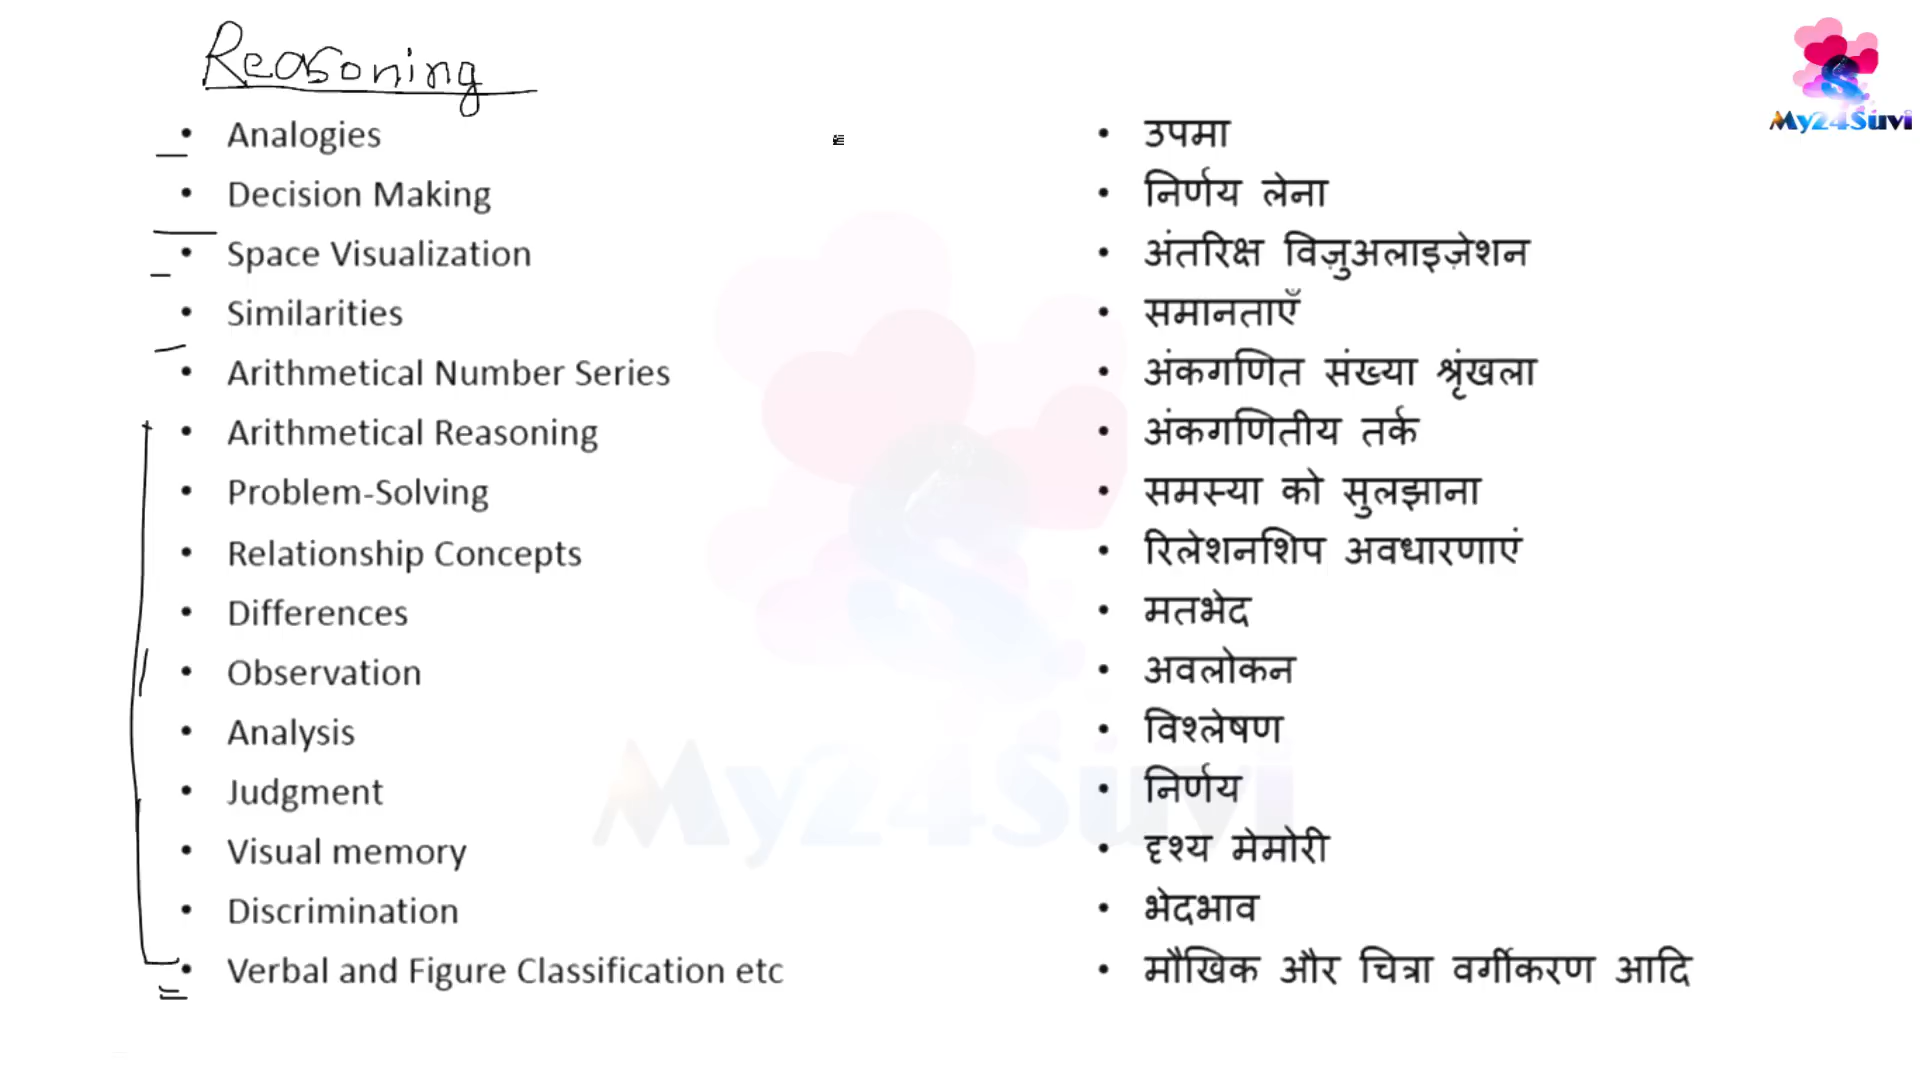 Reasoning
My24Suvi
• Analogies
• Decision Making
• Space Visualization
• Similarities
• Arithmetical Number Series
• Arithmetical Reasoning
• Problem-Solving
• Relationship Concepts
• Differences
• Observation
• Analysis
• Judgment
• Visual memory
• Discrimination
• Verbal and Figure Classification etc
• उपमा
• निर्णय लेना
• अंतरिक्ष विज़ुअलाइज़ेशन
• समानताएँ
• अंकगणित संख्या श्रृंखला
• अंकगणितीय तर्क
• समस्या को सुलझाना
• रिलेशनशिप अवधारणाएं
• मतभेद
• अवलोकन
• विश्लेषण
• निर्णय
• दृश्य मेमोरी
• भेदभाव
• मौखिक और चित्रा वर्गीकरण आदि
My24Suvi